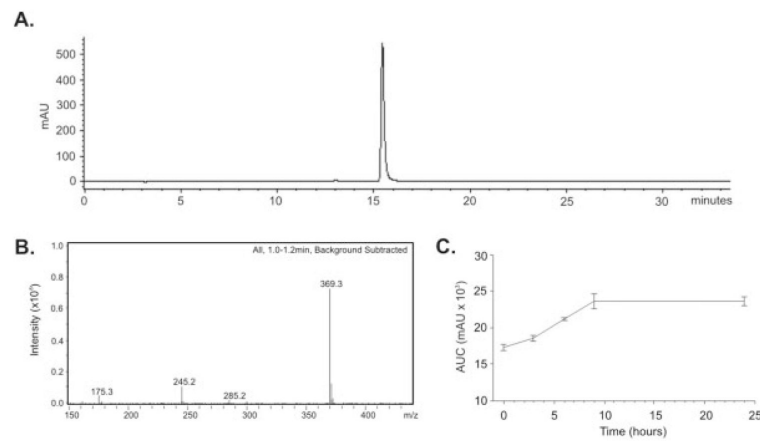 A.
500
400
300
200
100
0
mAU
0 5 10 15 20 25 30 minutes
B.
All, 1.0-1.2min, Background Subtracted
1.0
0.8
0.6
0.4
0.2
0.0
Intensity (x10⁵)
369.3
245.2
175.3
285.2
150 200 250 300 350 400 m/z
C.
30
25
20
15
10
AUC (mAU x 10³)
0 5 10 15 20 25
Time (hours)